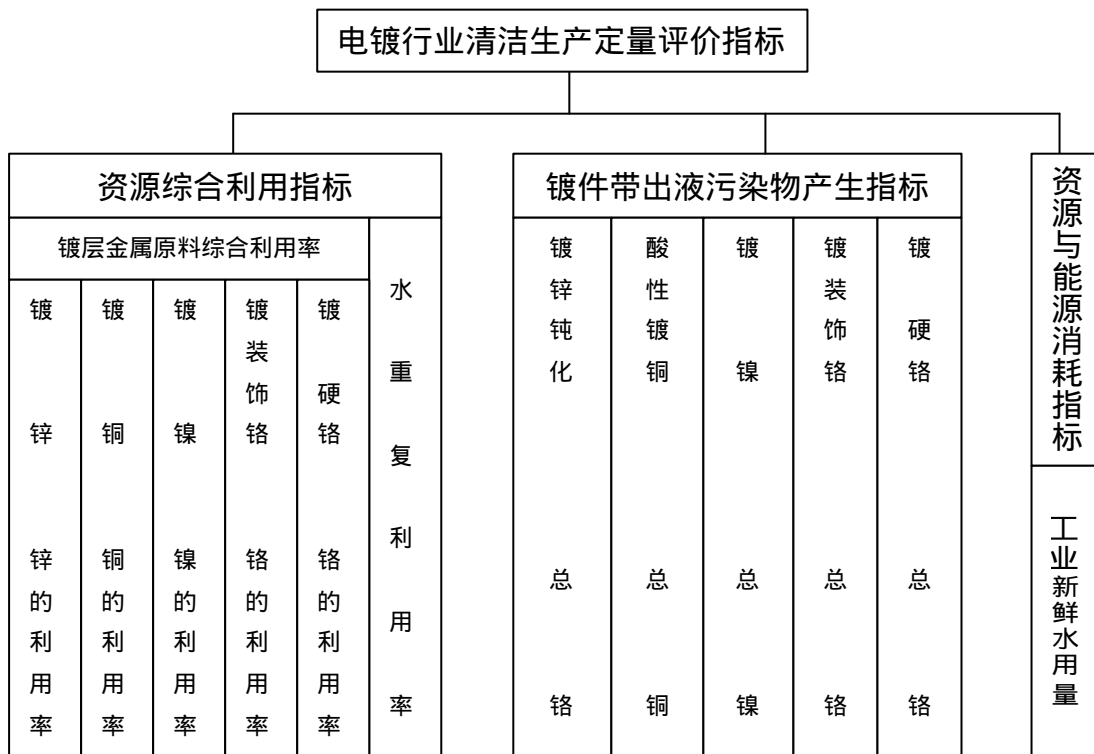 电镀行业清洁生产定量评价指标
资源综合利用指标
镀层金属原料综合利用率
镀锌
锌的利用率
镀铜
铜的利用率
镀镍
镍的利用率
镀装饰铬
铬的利用率
镀硬铬
铬的利用率
水重复利用率
镀件带出液污染物产生指标
镀锌钝化
总铬
酸性镀铜
总铜
镀镍
总镍
镀装饰铬
总铬
镀硬铬
总铬
资源与能源消耗指标
工业新鲜水用量